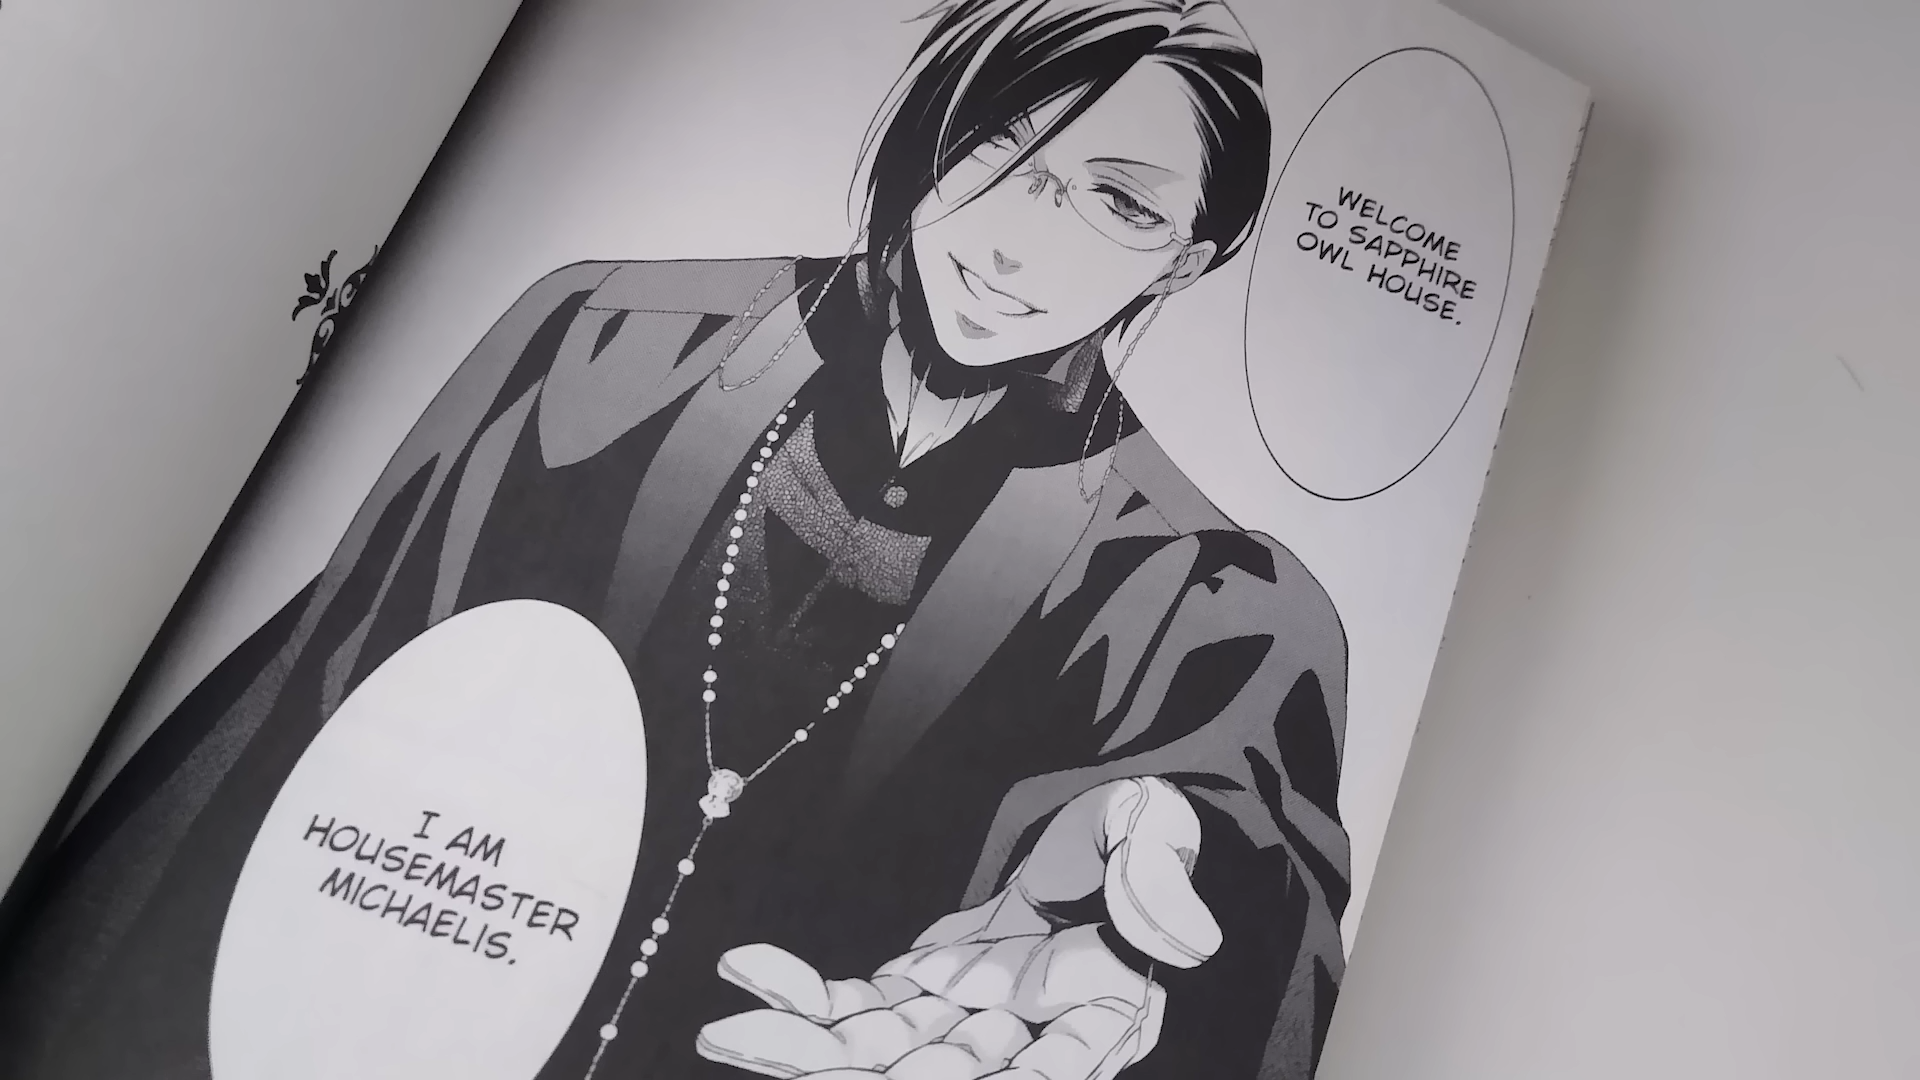 WELCOME
TO SAPPHIRE
OWL HOUSE.
I AM
HOUSEMASTER
MICHAELIS.